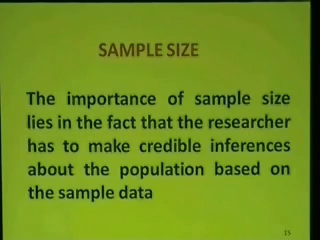 SAMPLE SIZE
The importance of sample size
lies in the fact that the researcher
has to make credible inferences
about the population based on
the sample data
15